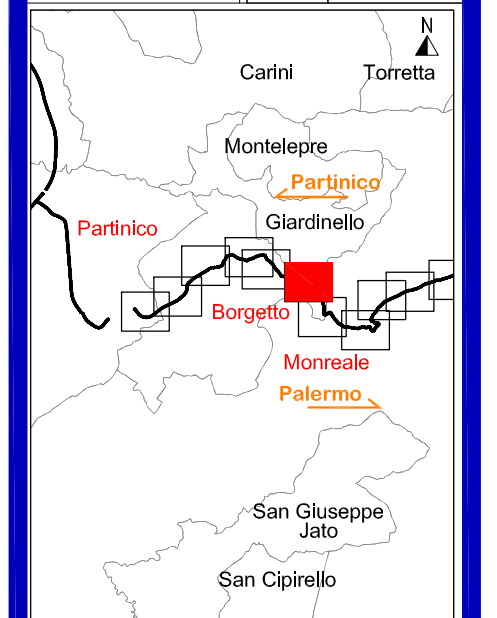 N
Carini
Torretta
Montelepre
Partinico
Partinico
Giardinello
Borgetto
Monreale
Palermo
San Giuseppe
Jato
San Cipirello